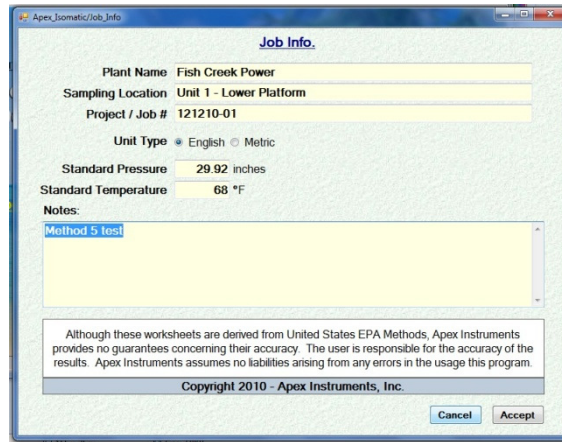 Apex_Isomatic/Job_Info
Job Info.
Plant Name Fish Creek Power
Sampling Location Unit 1 - Lower Platform
Project / Job # 121210-01
Unit Type English Metric
Standard Pressure 29.92 inches
Standard Temperature 68 °F
Notes:
Method 5 test
Although these worksheets are derived from United States EPA Methods, Apex Instruments
provides no guarantees concerning their accuracy. The user is responsible for the accuracy of the
results. Apex Instruments assumes no liabilities arising from any errors in the usage this program.
Copyright 2010 - Apex Instruments, Inc.
Cancel Accept